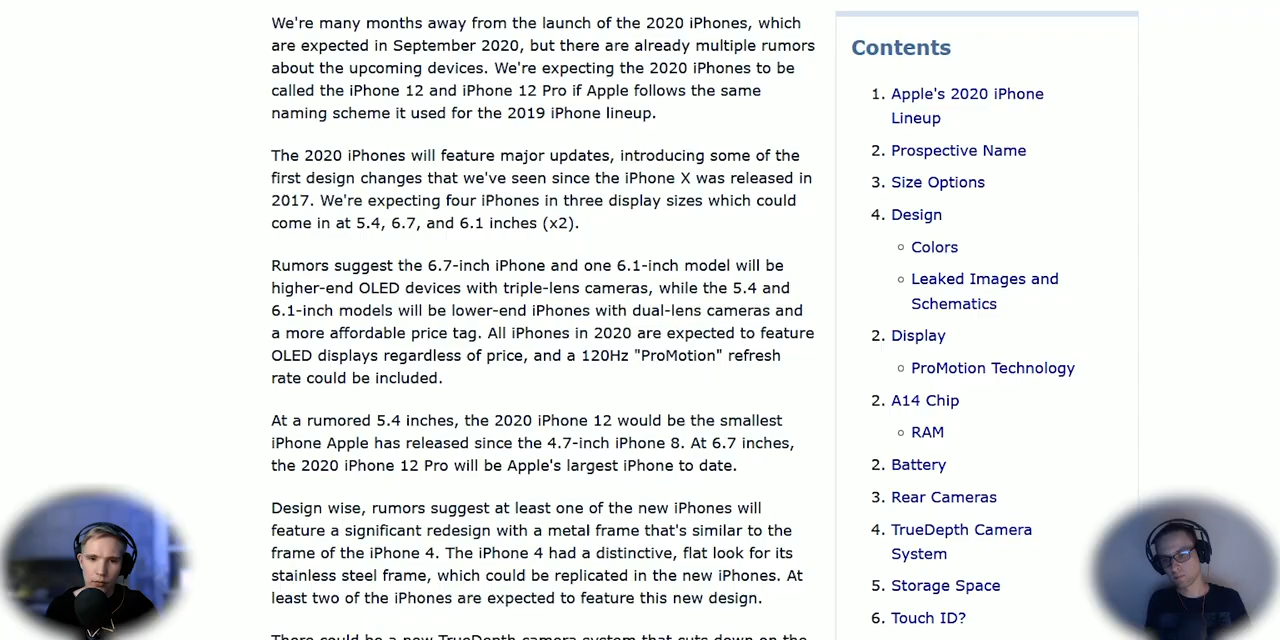 We're many months away from the launch of the 2020 iPhones, which
are expected in September 2020, but there are already multiple rumors
about the upcoming devices. We're expecting the 2020 iPhones to be
called the iPhone 12 and iPhone 12 Pro if Apple follows the same
naming scheme it used for the 2019 iPhone lineup.
The 2020 iPhones will feature major updates, introducing some of the
first design changes that we've seen since the iPhone X was released in
2017. We're expecting four iPhones in three display sizes which could
come in at 5.4, 6.7, and 6.1 inches (x2).
Rumors suggest the 6.7-inch iPhone and one 6.1-inch model will be
higher-end OLED devices with triple-lens cameras, while the 5.4 and
6.1-inch models will be lower-end iPhones with dual-lens cameras and
a more affordable price tag. All iPhones in 2020 are expected to feature
OLED displays regardless of price, and a 120Hz "ProMotion" refresh
rate could be included.
At a rumored 5.4 inches, the 2020 iPhone 12 would be the smallest
iPhone Apple has released since the 4.7-inch iPhone 8. At 6.7 inches,
the 2020 iPhone 12 Pro will be Apple's largest iPhone to date.
Design wise, rumors suggest at least one of the new iPhones will
feature a significant redesign with a metal frame that's similar to the
frame of the iPhone 4. The iPhone 4 had a distinctive, flat look for its
stainless steel frame, which could be replicated in the new iPhones. At
least two of the iPhones are expected to feature this new design.
There could be a new TrueDepth camera system that cuts down on the
Contents
1. Apple's 2020 iPhone
Lineup
2. Prospective Name
3. Size Options
4. Design
Colors
Leaked Images and
Schematics
2. Display
ProMotion Technology
2. A14 Chip
RAM
2. Battery
3. Rear Cameras
4. TrueDepth Camera
System
5. Storage Space
6. Touch ID?